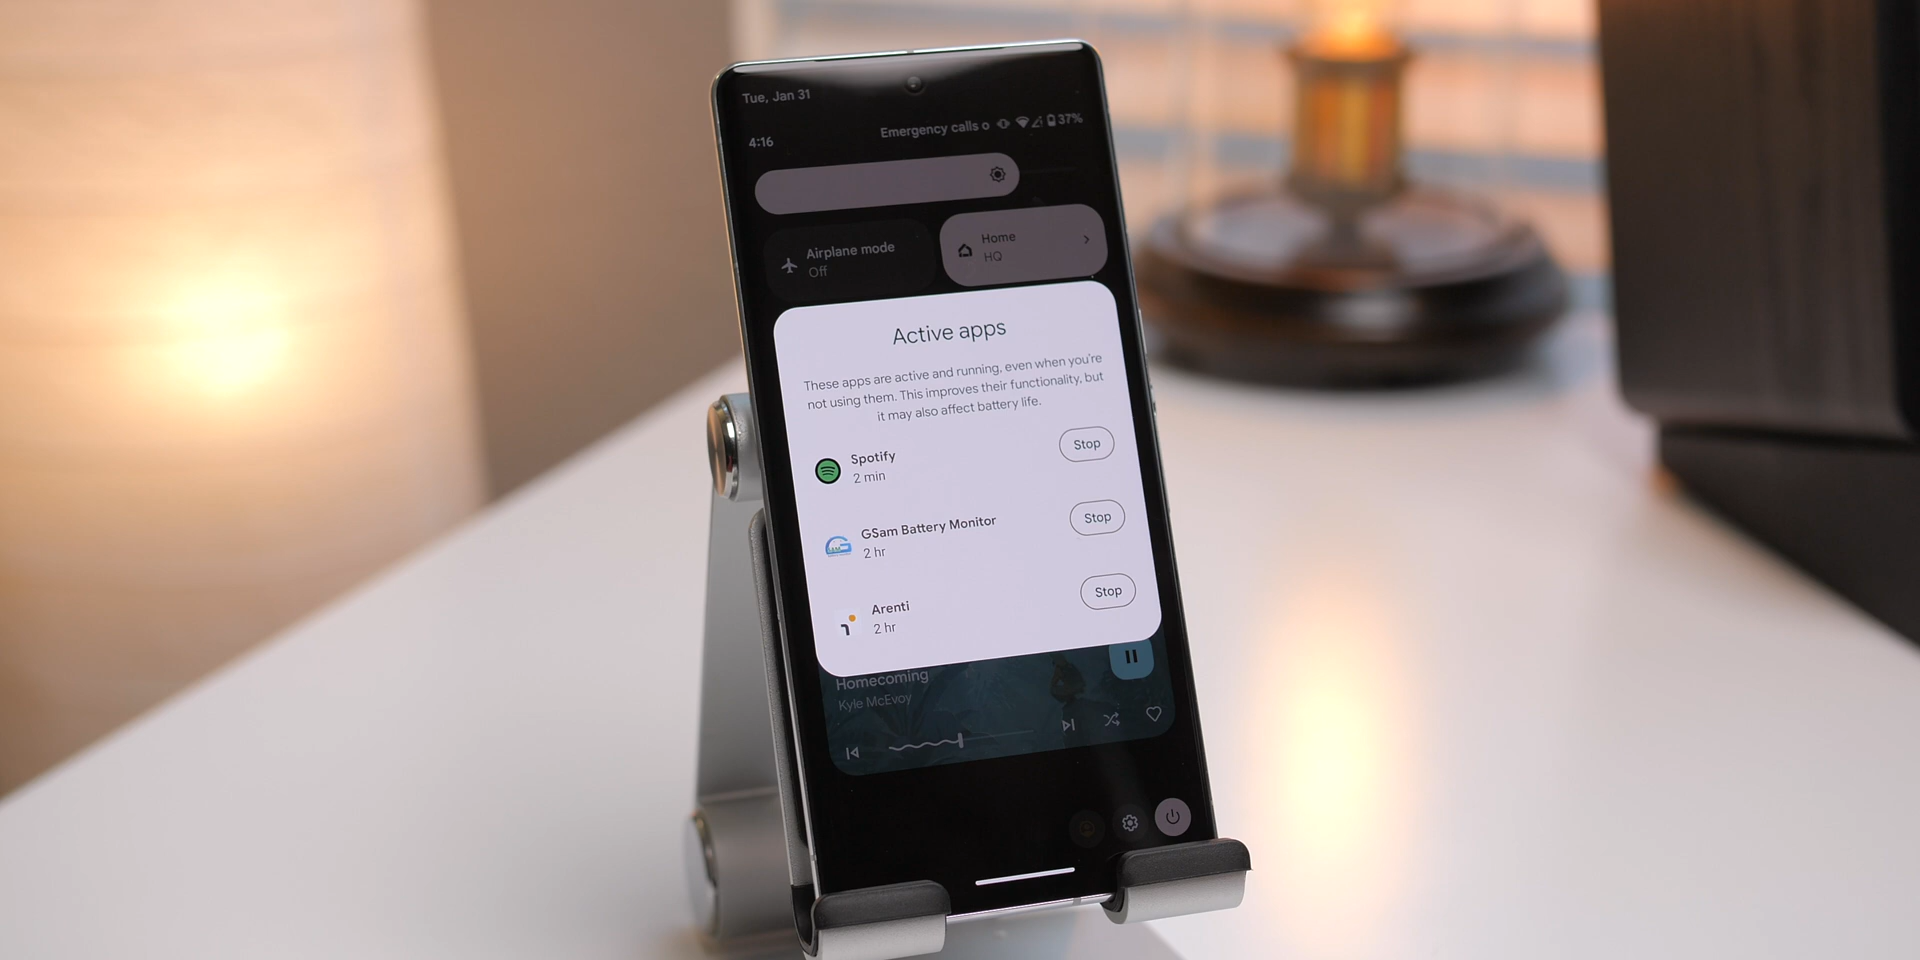 Tue, Jan 31
4:16
Emergency calls o
37%
Airplane mode
Off
Home
HQ
Active apps
These apps are active and running, even when you're
not using them. This improves their functionality, but
it may also affect battery life.
Spotify
2 min
Stop
GSam Battery Monitor
2 hr
Stop
Arenti
2 hr
Stop
Homecoming
Kyle McEvoy